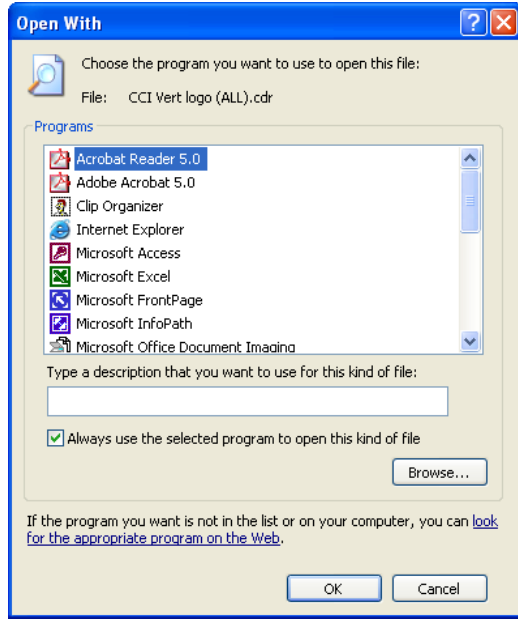 Open With
Choose the program you want to use to open this file:
File: CCI Vert logo (ALL).cdr
Programs
Acrobat Reader 5.0
Adobe Acrobat 5.0
Clip Organizer
Internet Explorer
Microsoft Access
Microsoft Excel
Microsoft FrontPage
Microsoft InfoPath
Microsoft Office Document Imaging
Type a description that you want to use for this kind of file:
Always use the selected program to open this kind of file
Browse...
If the program you want is not in the list or on your computer, you can look
for the appropriate program on the Web.
OK Cancel